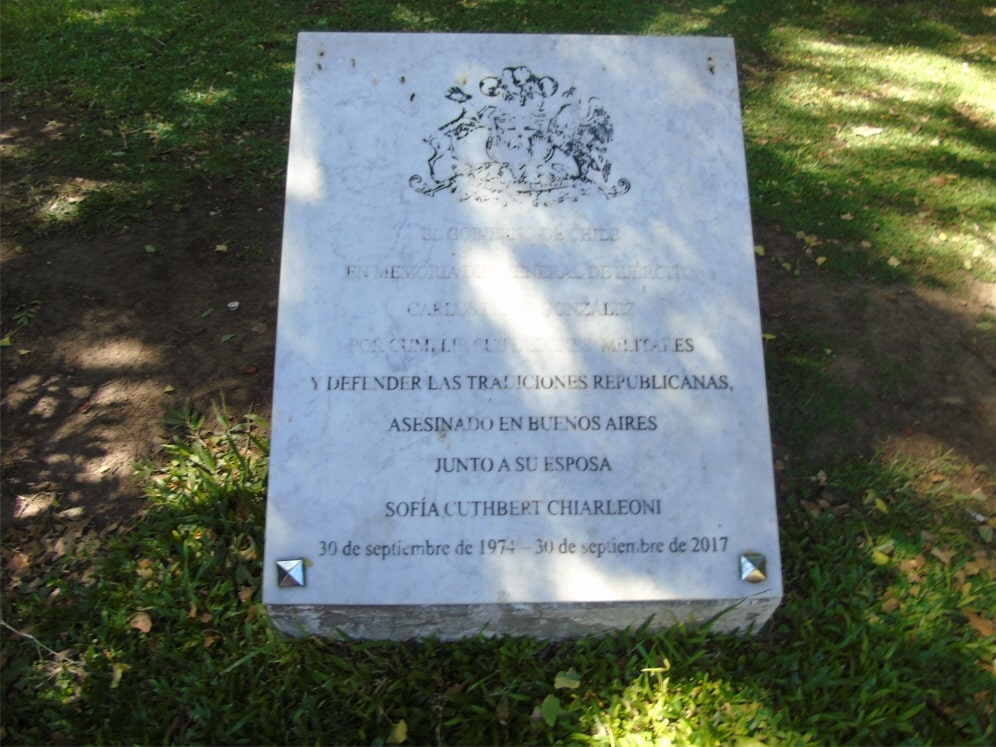 EL GOBIERNO DE CHILE
EN MEMORIA DEL GENERAL DE EJÉRCITO
CARLOS GONZÁLEZ
POR CUMPLIR SUS DEBERES MILITARES
Y DEFENDER LAS TRADICIONES REPUBLICANAS,
ASESINADO EN BUENOS AIRES
JUNTO A SU ESPOSA
SOFÍA CUTHBERT CHIARLEONI
30 de septiembre de 1974 – 30 de septiembre de 2017